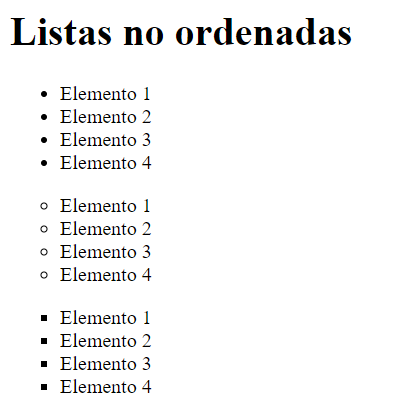 Listas no ordenadas
• Elemento 1
• Elemento 2
• Elemento 3
• Elemento 4
◦ Elemento 1
◦ Elemento 2
◦ Elemento 3
◦ Elemento 4
▪ Elemento 1
▪ Elemento 2
▪ Elemento 3
▪ Elemento 4